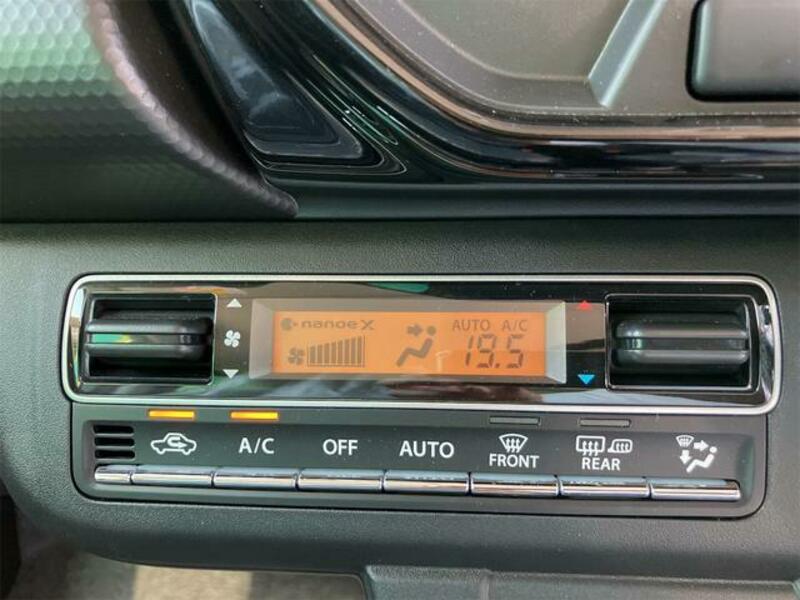 nanoe X
AUTO A/C
19.5
A/C OFF AUTO FRONT REAR